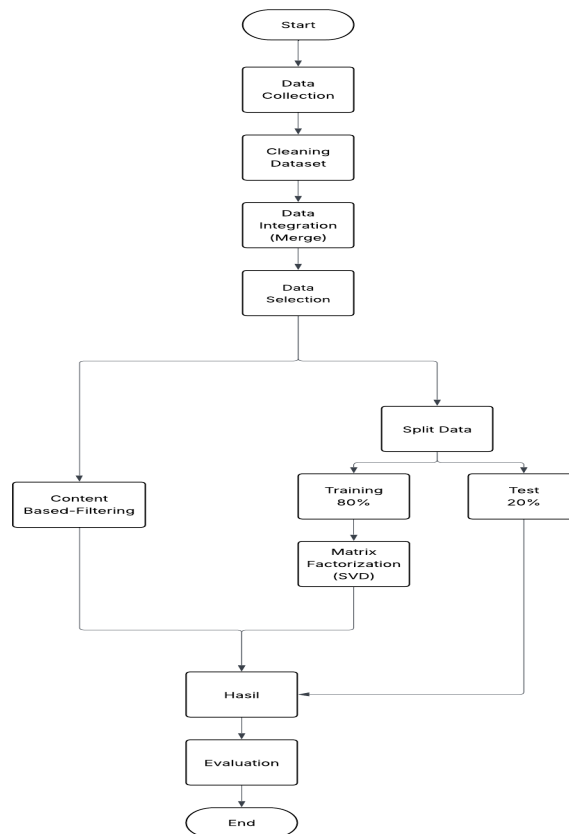 Start
Data
Collection
Cleaning
Dataset
Data
Integration
(Merge)
Data
Selection
Split Data
Content
Based-Filtering
Training
80%
Test
20%
Matrix
Factorization
(SVD)
Hasil
Evaluation
End